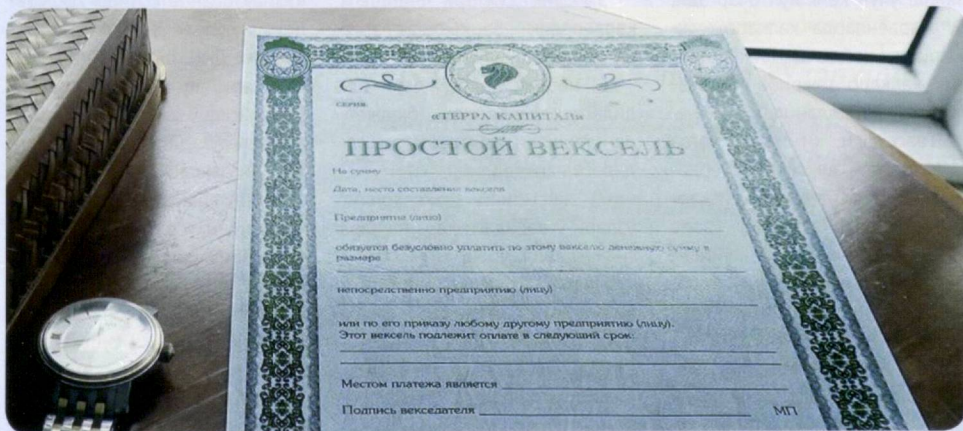 СЕРИЯ
«ТЕРРА КАПИТАЛ»
ПРОСТОЙ ВЕКСЕЛЬ
На сумму
Дата, место составления векселя
Предприятие (лицо)
обязуется безусловно уплатить по этому векселю денежную сумму в
размере
непосредственно предприятию (лицу)
или по его приказу любому другому предприятию (лицу).
Этот вексель подлежит оплате в следующий срок:
Местом платежа является
Подпись векселателя МП